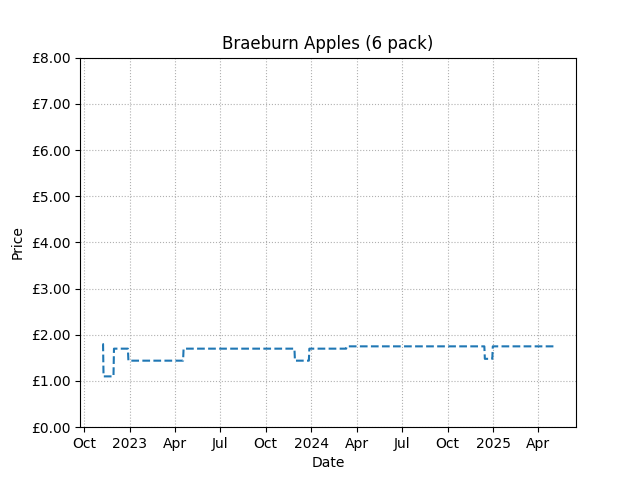 Braeburn Apples (6 pack)
£8.00
£7.00
£6.00
£5.00
£4.00
£3.00
£2.00
£1.00
£0.00
Price
Oct 2023 Apr Jul Oct 2024 Apr Jul Oct 2025 Apr
Date